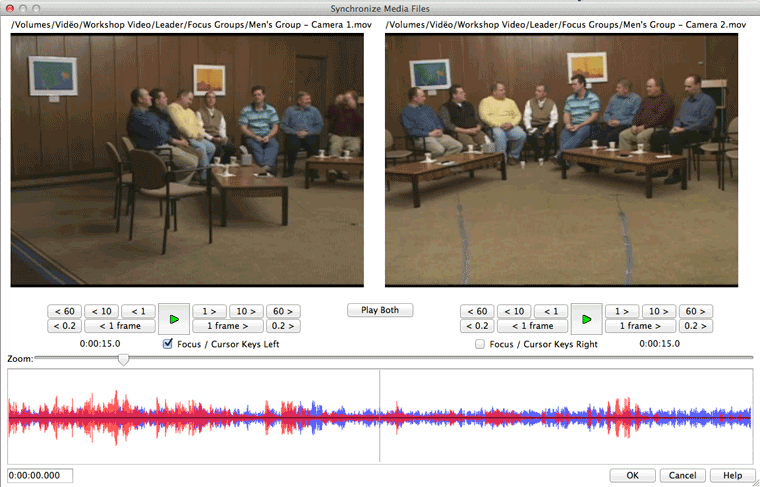 Synchronize Media Files
/Volumes/Vidëo/Workshop Video/Leader/Focus Groups/Men's Group - Camera 1.mov
/Volumes/Vidëo/Workshop Video/Leader/Focus Groups/Men's Group - Camera 2.mov
< 60 < 10 < 1 1 > 10 > 60 >
< 0.2 < 1 frame 1 frame > 0.2 >
Play Both
< 60 < 10 < 1 1 > 10 > 60 >
< 0.2 < 1 frame 1 frame > 0.2 >
0:00:15.0 Focus / Cursor Keys Left
Focus / Cursor Keys Right 0:00:15.0
Zoom:
0:00:00.000
OK Cancel Help